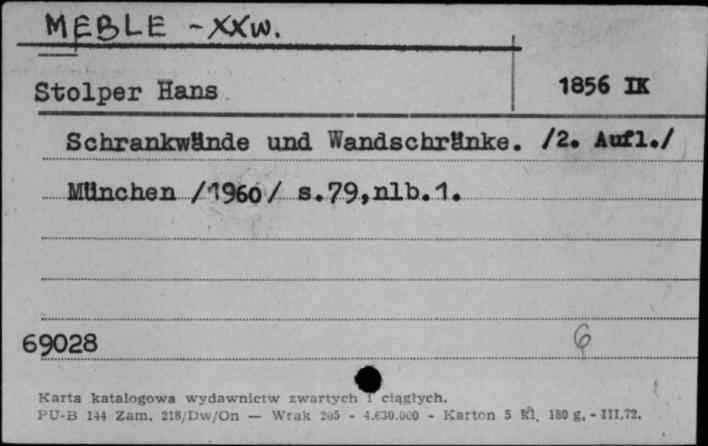 MEBLE - XXw.
Stolper Hans 1856 IK
Schrankwände und Wandschränke. /2. Aufl./
München /1960/ s.79,nlb.1.
69028 6
Karta katalogowa wydawnictw zwartych i ciągłych.
PU-B 144 Zam. 218/Dw/On — Wrak 205 - 4.630.000 - Karton 5 kl. 180 g, - III.72.